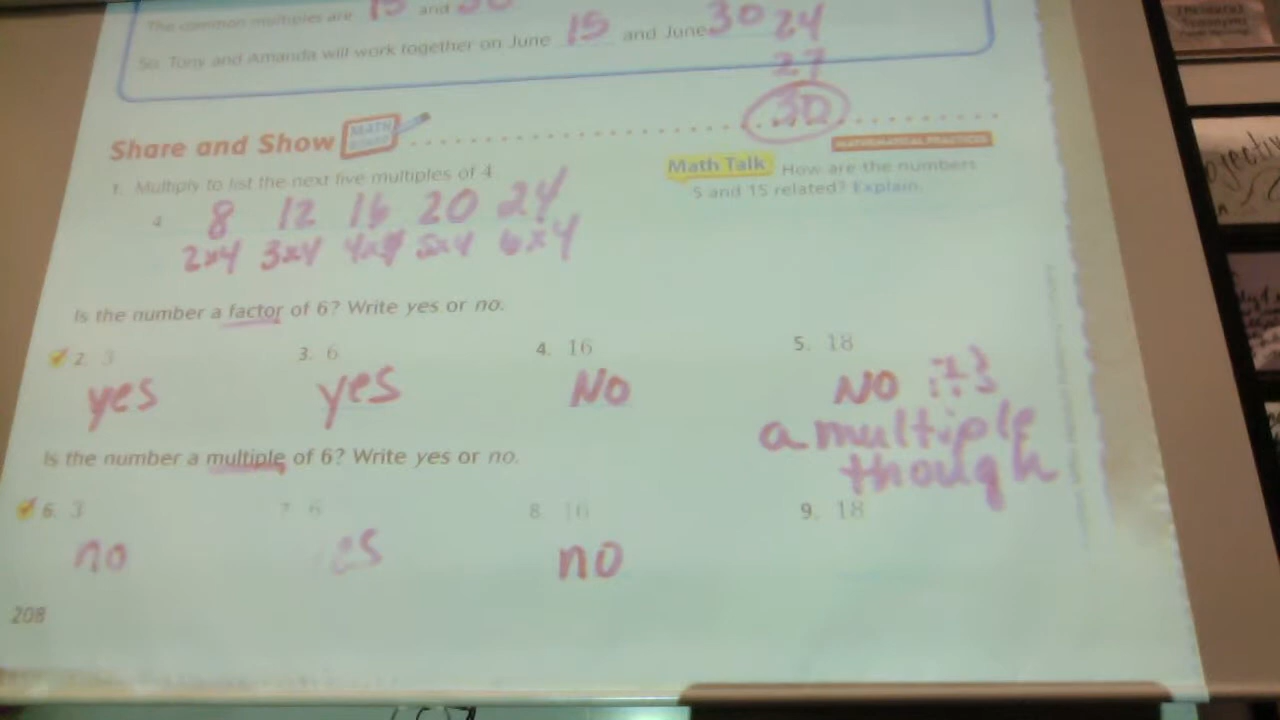 The common multiples are 15 and 30
So Tony and Amanda will work together on June 15 and June 30 24
27
30
Share and Show MATH BOARD
MATHEMATICAL PRACTICES
1. Multiply to list the next five multiples of 4.
Math Talk How are the numbers
5 and 15 related? Explain.
4 8 12 16 20 24
2x4 3x4 4x4 5x4 6x4
Is the number a factor of 6? Write yes or no.
2. 3 3. 6 4. 16 5. 18
yes yes NO NO it's
a multiple
though
Is the number a multiple of 6? Write yes or no.
6. 3 7. 6 8. 16 9. 18
no es no
208